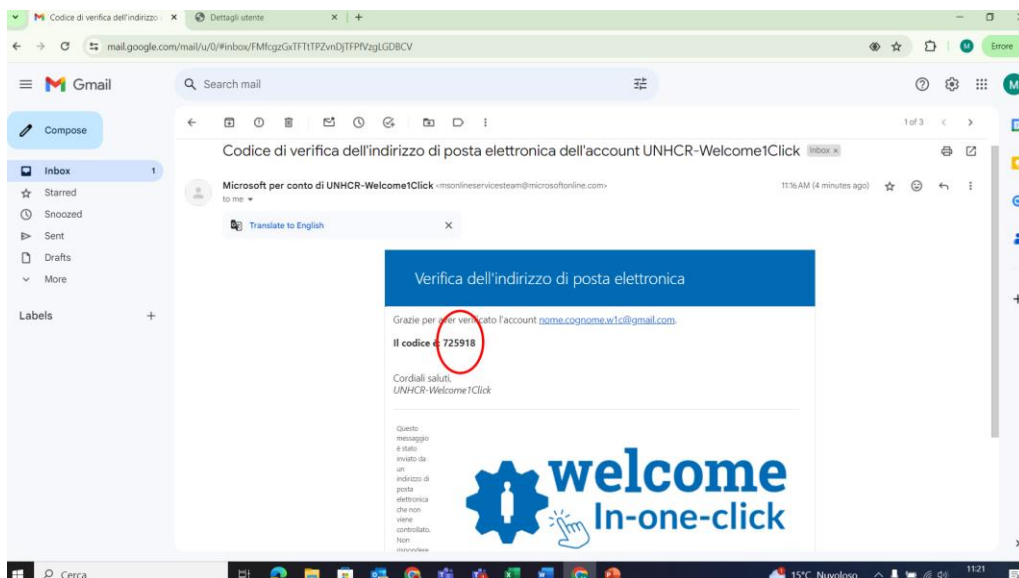 Codice di verifica dell'indirizzo
Dettagli utente
mail.google.com/mail/u/0/#inbox/FMfcgzGxTFTtTPZvnDjTFPfVzgLGDBCV
Errore
Gmail
Search mail
M
Compose
1 of 3
Codice di verifica dell'indirizzo di posta elettronica dell'account UNHCR-Welcome1Click Inbox x
Inbox 1
Microsoft per conto di UNHCR-Welcome1Click <msonlineservicesteam@microsoftonline.com> 11:16 AM (4 minutes ago)
to me
Starred
Snoozed
Translate to English
Sent
Drafts
More
Labels
Verifica dell'indirizzo di posta elettronica
Grazie per aver verificato l'account nome.cognome.w1c@gmail.com.
Il codice è: 725918
Cordiali saluti,
UNHCR-Welcome1Click
Questo
messaggio
è stato
inviato da
un
indirizzo di
posta
elettronica
che non
viene
controllato.
Non
rispondere
welcome
In-one-click
Cerca
15°C Nuvoloso
11:21